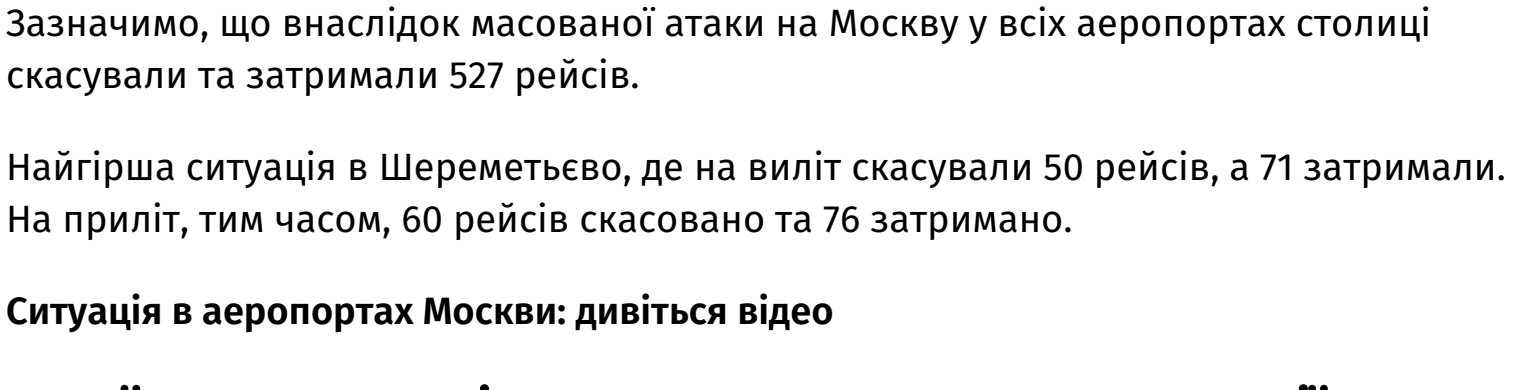 Зазначимо, що внаслідок масованої атаки на Москву у всіх аеропортах столиці
скасували та затримали 527 рейсів.
Найгірша ситуація в Шереметьєво, де на виліт скасували 50 рейсів, а 71 затримали.
На приліт, тим часом, 60 рейсів скасовано та 76 затримано.
Ситуація в аеропортах Москви: дивіться відео